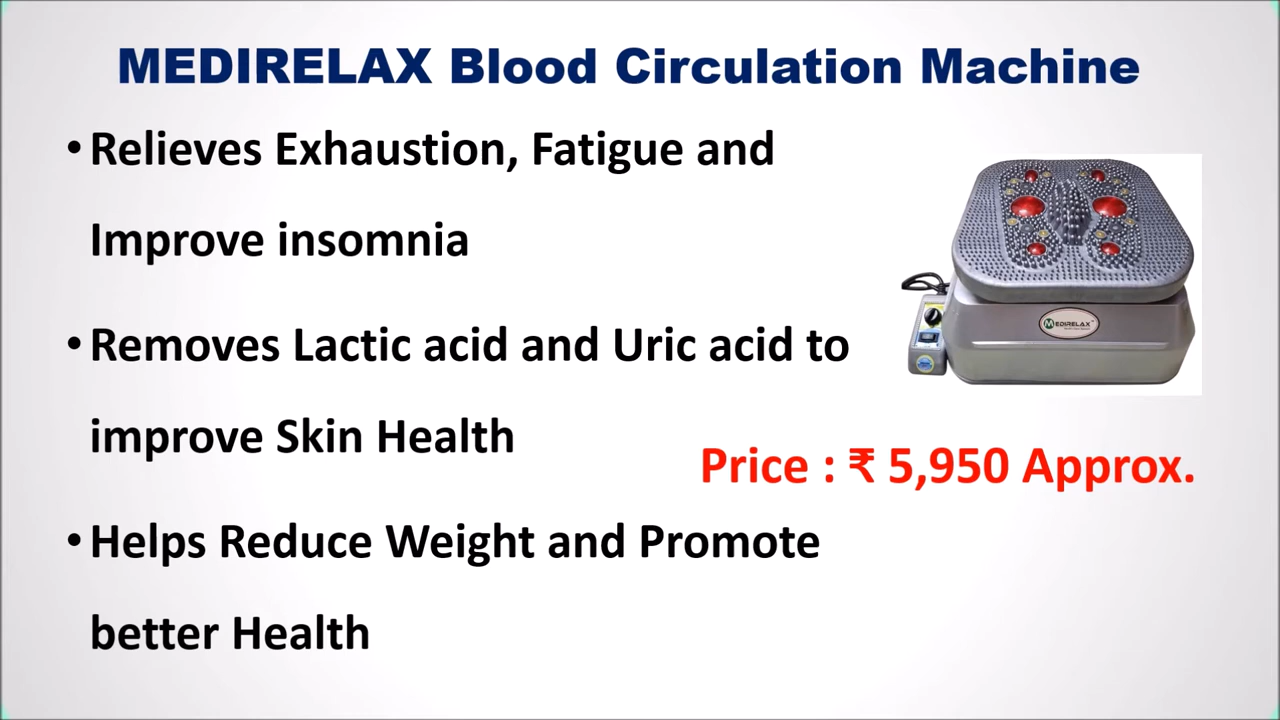 MEDIRELAX Blood Circulation Machine
• Relieves Exhaustion, Fatigue and
Improve insomnia
• Removes Lactic acid and Uric acid to
improve Skin Health
MEDIRELAX
Price : ₹ 5,950 Approx.
• Helps Reduce Weight and Promote
better Health